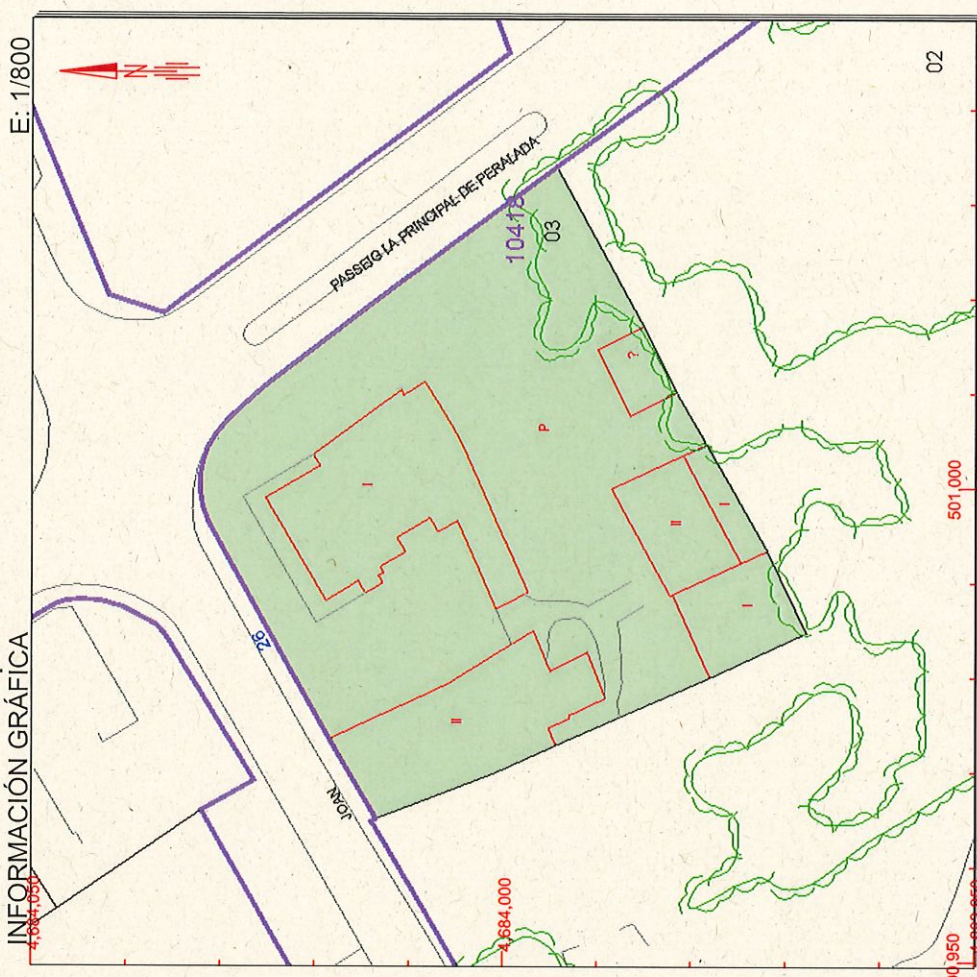 INFORMACIÓN GRÁFICA
E: 1/800
N
4,684,050
PASSEIG LA PRINCIPAL DE PERALADA
10418
03
02
26
I
P
II
II
I
I
JOAN
4,684,000
501,000